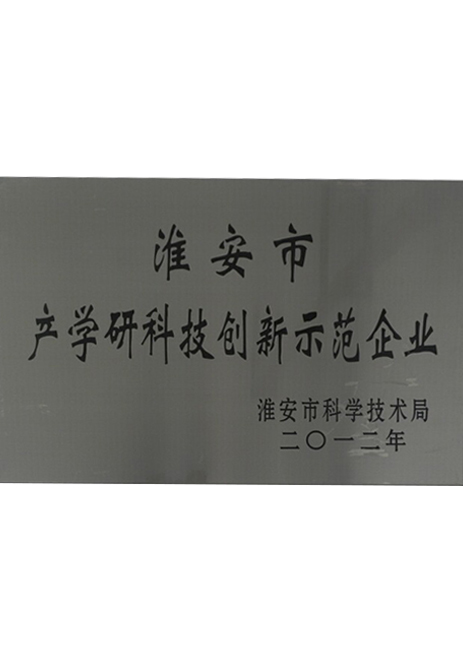 淮安市
产学研科技创新示范企业
淮安市科学技术局
二〇一二年